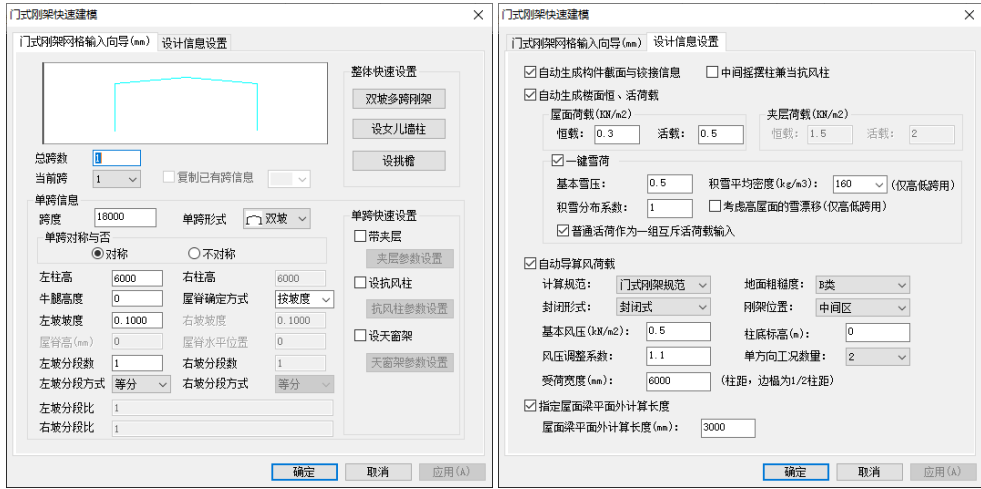 门式刚架快速建模
门式刚架网格输入向导(mm) 设计信息设置
总跨数 1
当前跨 1 复制已有跨信息
整体快速设置
双坡多跨刚架
设女儿墙柱
设挑檐
单跨信息
跨度 18000 单跨形式 双坡
单跨对称与否
对称 不对称
左柱高 6000 右柱高 6000
牛腿高度 0 屋脊确定方式 按坡度
左坡坡度 0.1000 右坡坡度 0.1000
屋脊高(mm) 0 屋脊水平位置 0
左坡分段数 1 右坡分段数 1
左坡分段方式 等分 右坡分段方式 等分
左坡分段比 1
右坡分段比 1
单跨快速设置
带夹层
夹层参数设置
设抗风柱
抗风柱参数设置
设天窗架
天窗架参数设置
确定 取消 应用(A)
门式刚架快速建模
门式刚架网格输入向导(mm) 设计信息设置
自动生成构件截面与铰接信息 中间摇摆柱兼当抗风柱
自动生成楼面恒、活荷载
屋面荷载(KN/m2) 夹层荷载(KN/m2)
恒载: 0.3 活载: 0.5 恒载: 1.5 活载: 2
一键雪荷
基本雪压: 0.5 积雪平均密度(kg/m3): 160 (仅高低跨用)
积雪分布系数: 1 考虑高屋面的雪漂移(仅高低跨用)
普通活荷作为一组互斥活荷载输入
自动导算风荷载
计算规范: 门式刚架规范 地面粗糙度: B类
封闭形式: 封闭式 刚架位置: 中间区
基本风压(kN/m2): 0.5 柱底标高(m): 0
风压调整系数: 1.1 单方向工况数量: 2
受荷宽度(mm): 6000 (柱距,边榀为1/2柱距)
指定屋面梁平面外计算长度
屋面梁平面外计算长度(mm): 3000
确定 取消 应用(A)